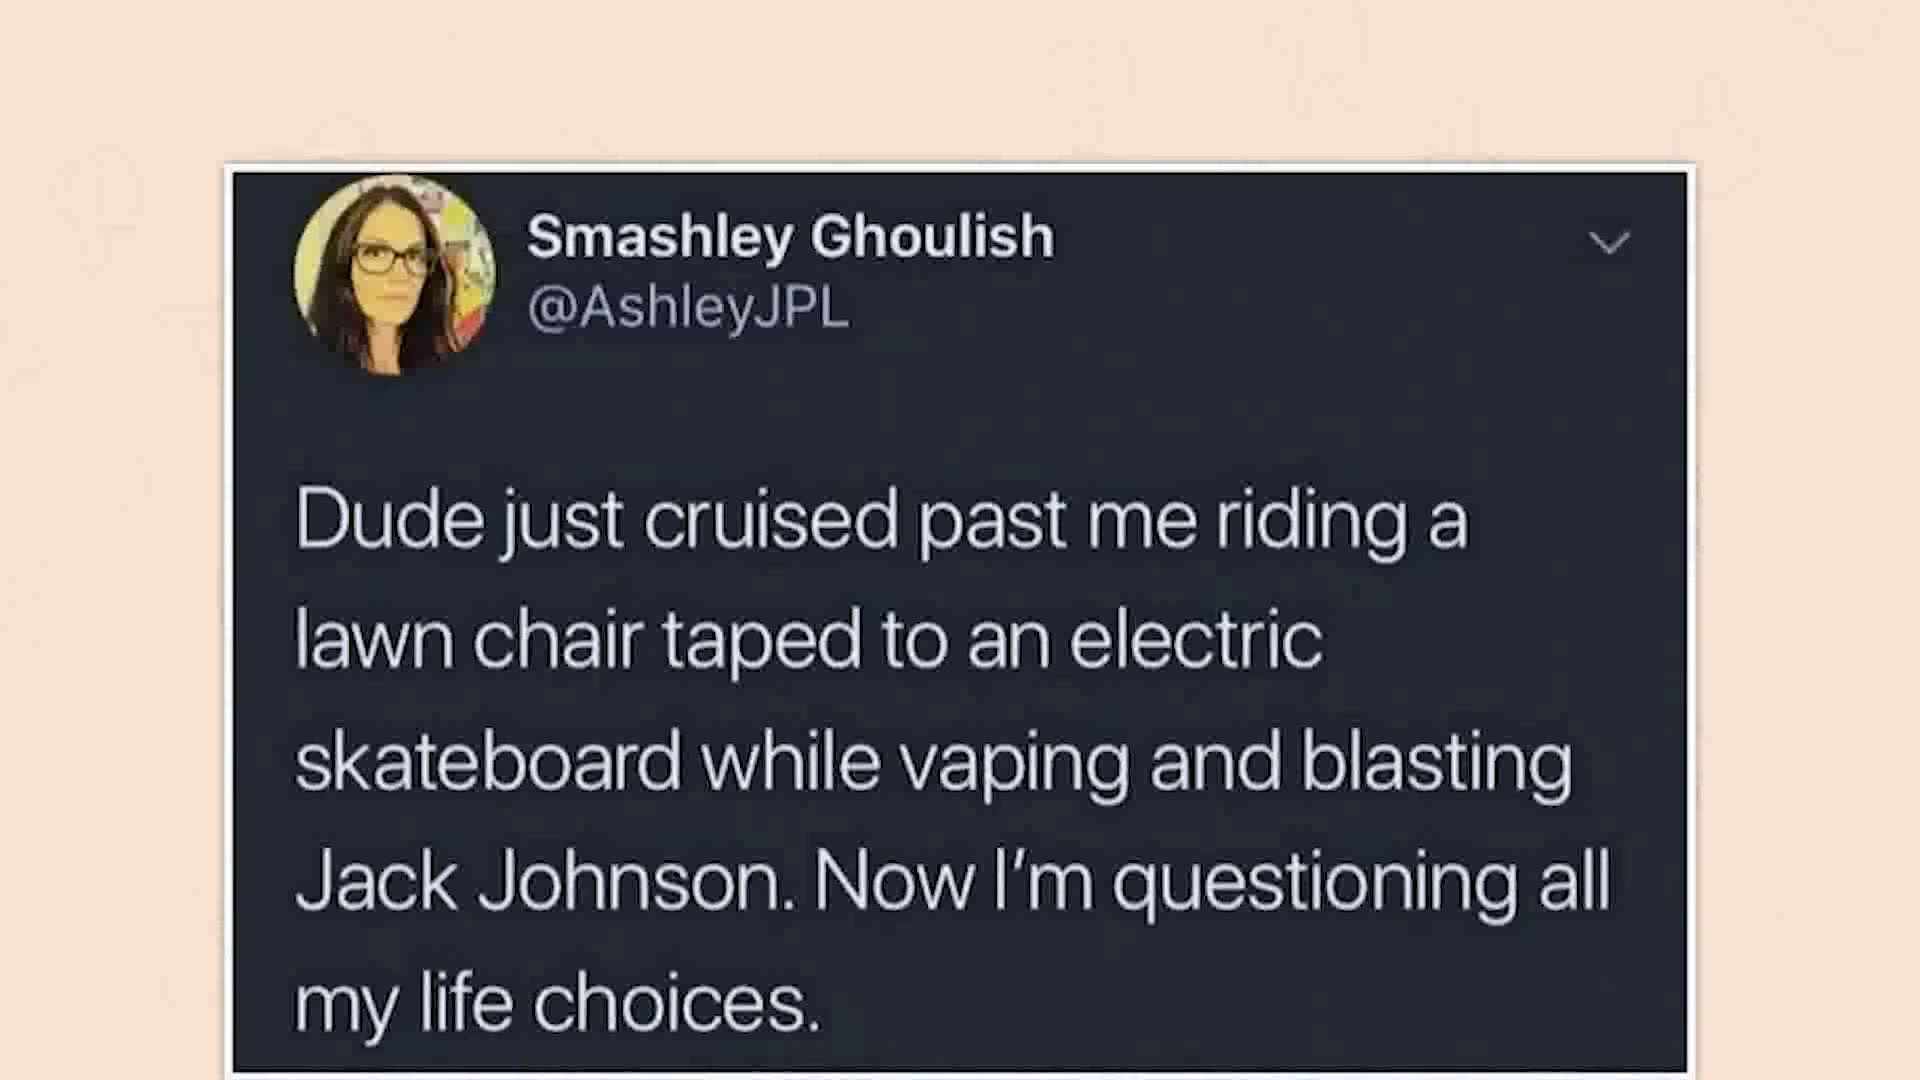 Smashley Ghoulish
@AshleyJPL
Dude just cruised past me riding a
lawn chair taped to an electric
skateboard while vaping and blasting
Jack Johnson. Now I’m questioning all
my life choices.